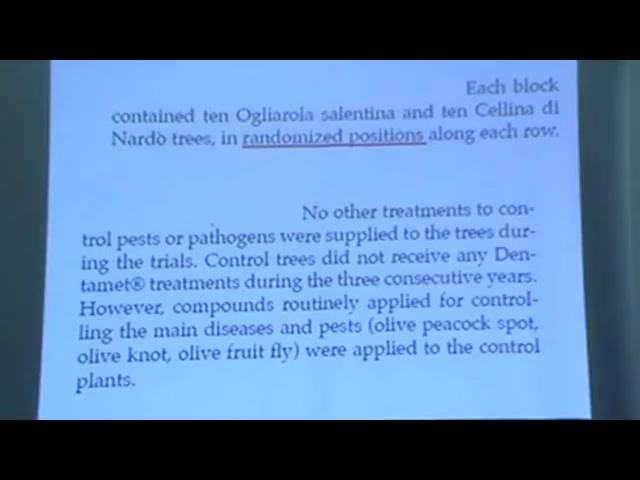 Each block
contained ten Ogliarola salentina and ten Cellina di
Nardò trees, in randomized positions along each row.
No other treatments to con-
trol pests or pathogens were supplied to the trees dur-
ing the trials. Control trees did not receive any Den-
tamet® treatments during the three consecutive years.
However, compounds routinely applied for control-
ling the main diseases and pests (olive peacock spot,
olive knot, olive fruit fly) were applied to the control
plants.